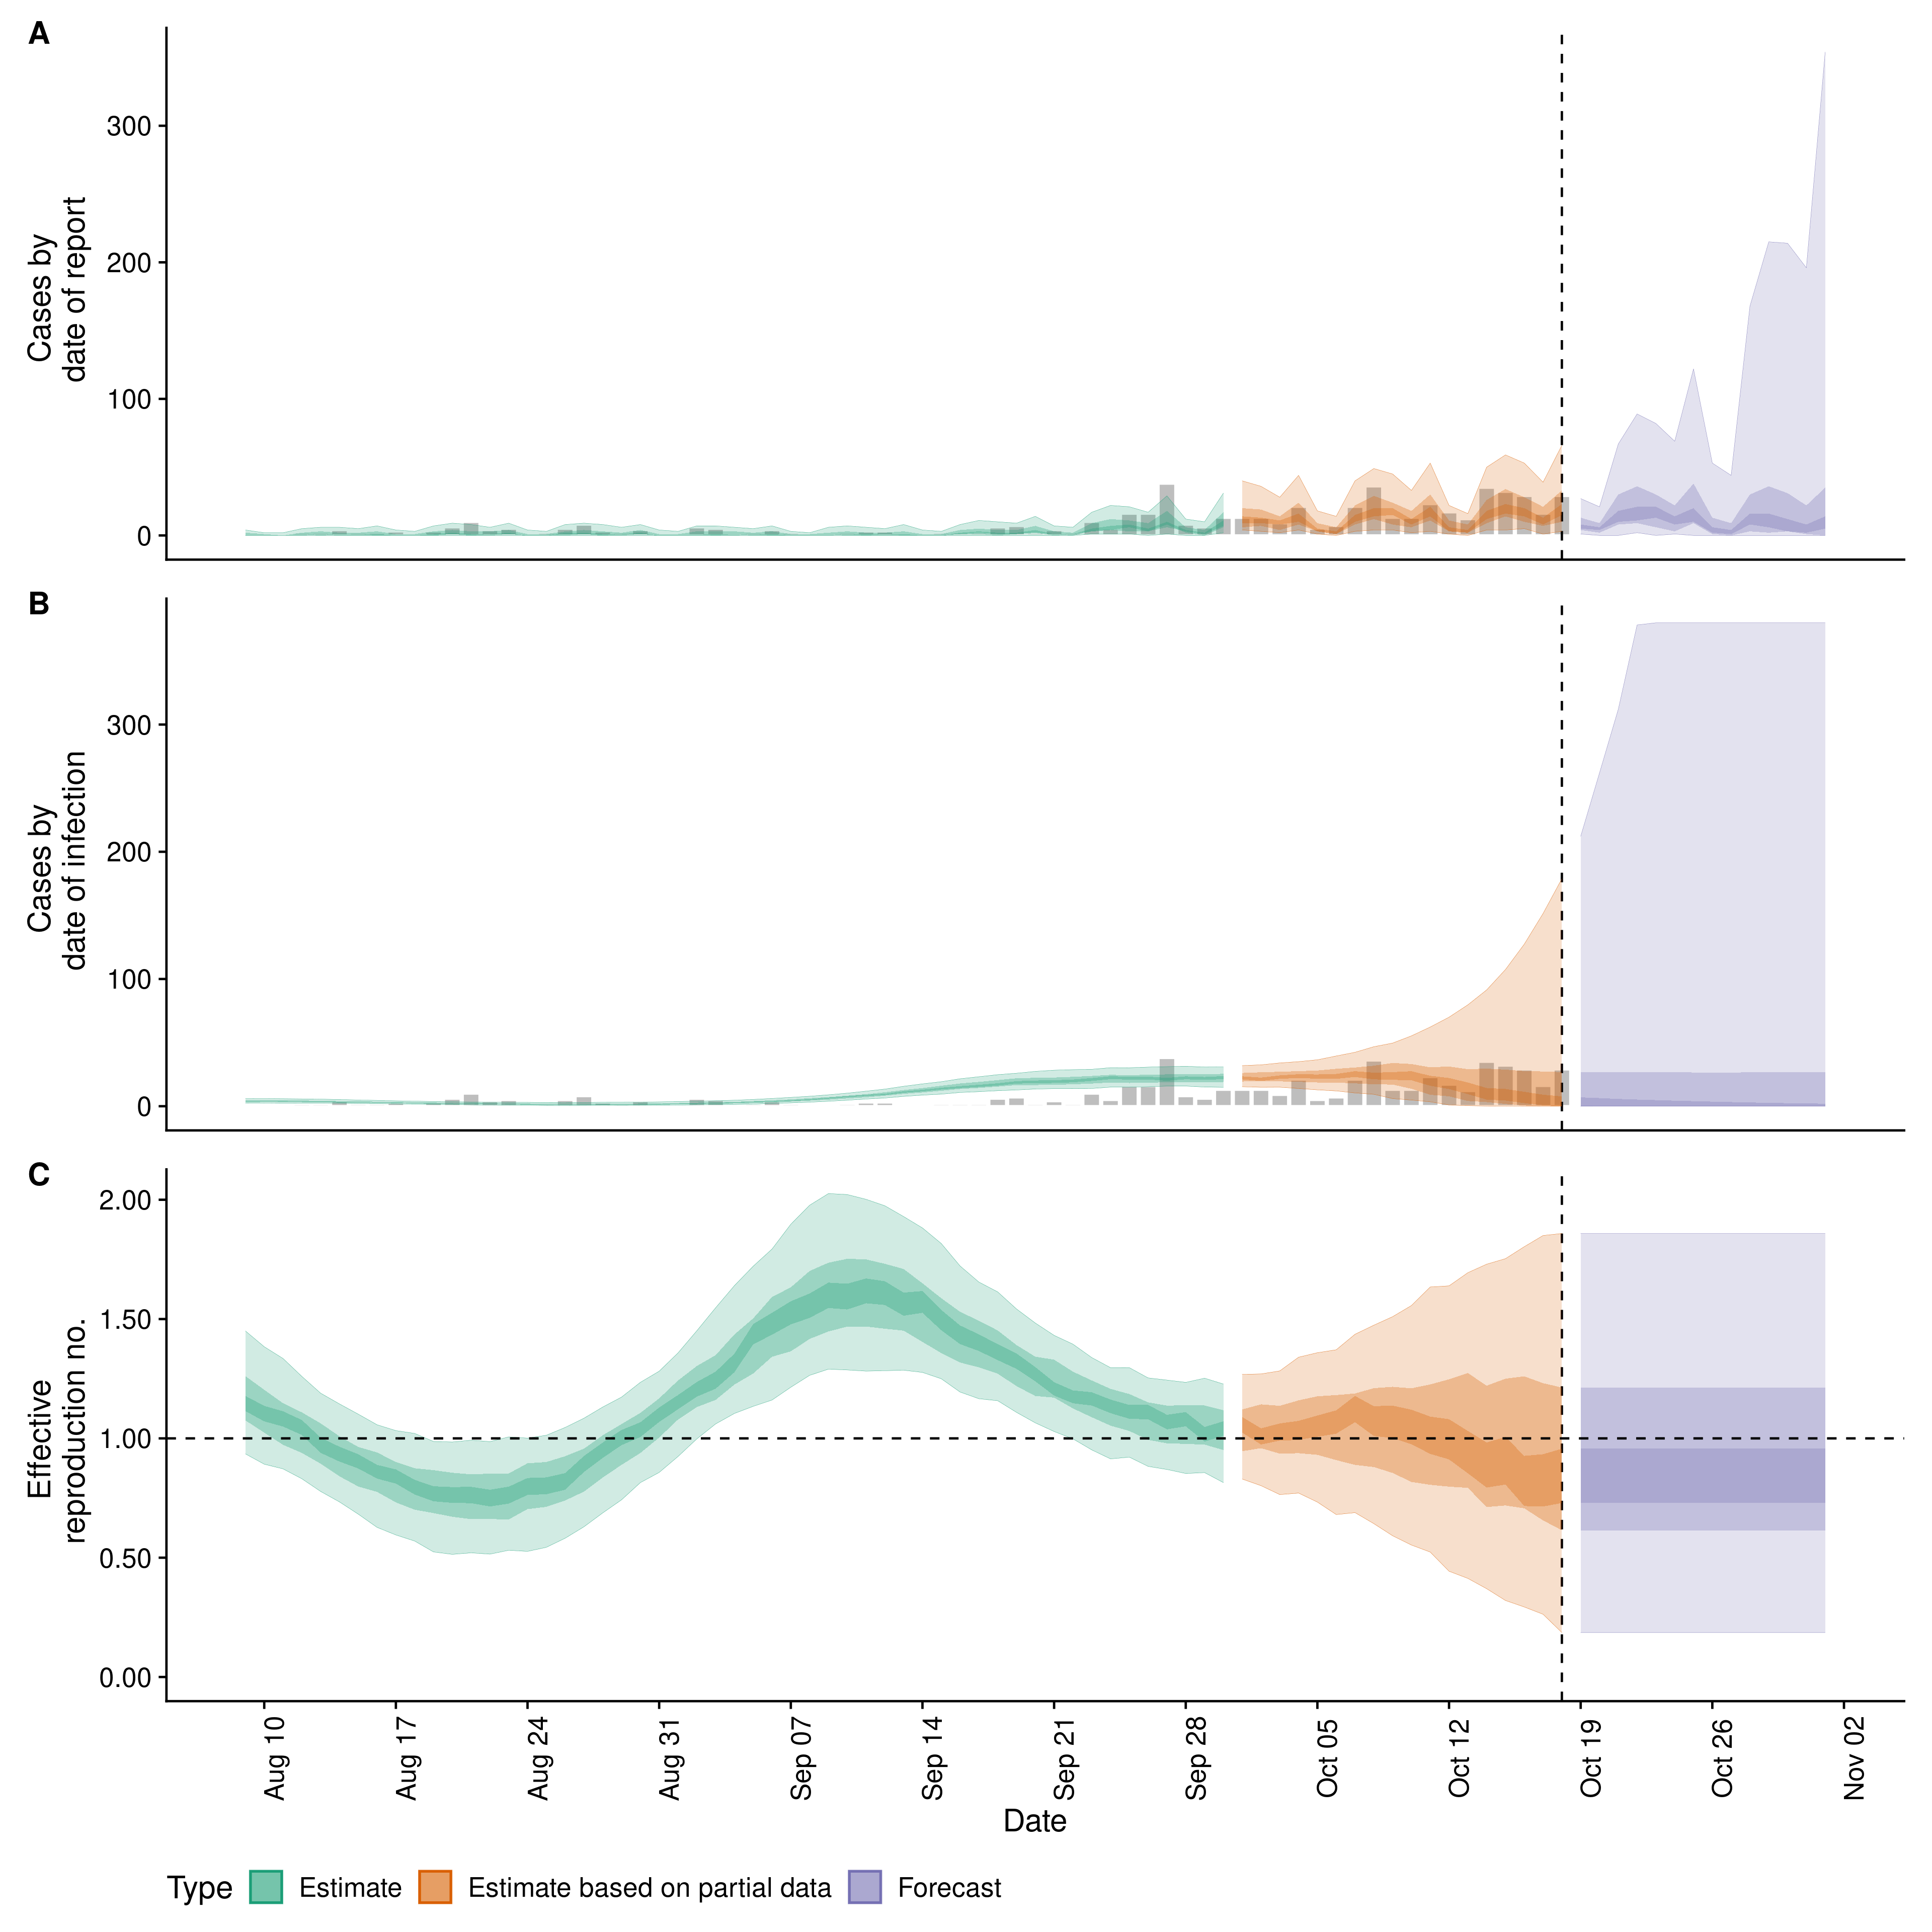 A
Cases by
date of report
300
200
100
0
B
Cases by
date of infection
300
200
100
0
C
Effective
reproduction no.
2.00
1.50
1.00
0.50
0.00
Aug 10
Aug 17
Aug 24
Aug 31
Sep 07
Sep 14
Sep 21
Sep 28
Oct 05
Oct 12
Oct 19
Oct 26
Nov 02
Date
Type Estimate Estimate based on partial data Forecast